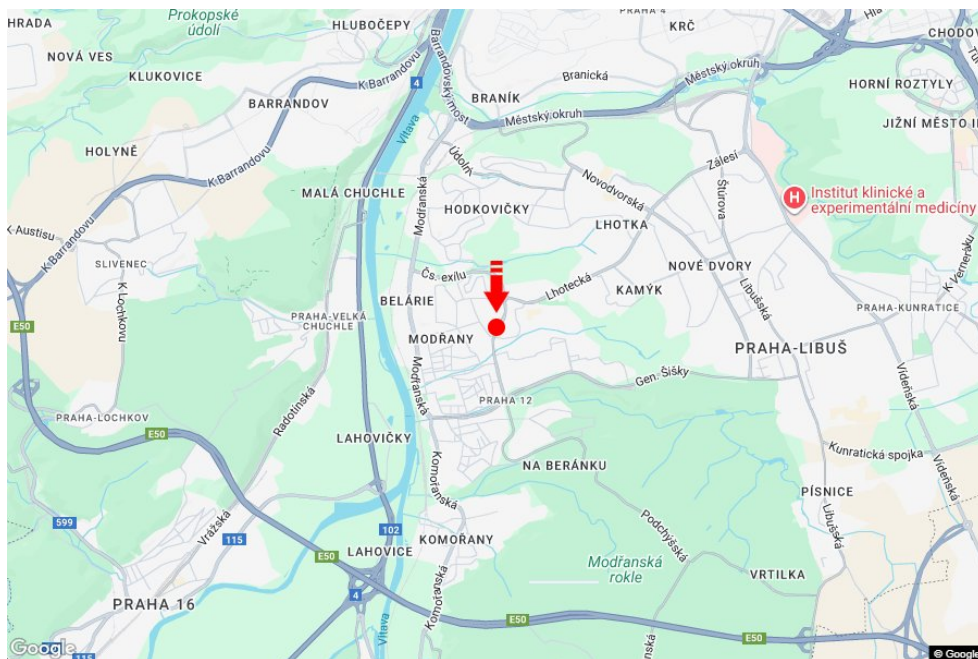 HRADA
Prokopské
údolí
HLUBOČEPY
PRAHA 4
KRČ
CHODOV
NOVÁ VES
KLUKOVICE
K Barrandovu
4
Barrandovský most
Branická
Městský okruh
HORNÍ ROZTYLY
BARRANDOV
BRANÍK
Městský okruh
JIŽNÍ MĚSTO II
Vltava
HOLYNĚ
K Barrandovu
Údolní
Zálesí
MALÁ CHUCHLE
Modřanská
Novodvorská
Štúrova
H
Institut klinické a
experimentální medicíny
HODKOVIČKY
LHOTKA
K Austisu
K Barrandovu
SLIVENEC
Čs. exilu
NOVÉ DVORY
K Verneráku
K Lochkovu
BELÁRIE
Lhotecká
KAMÝK
Libušská
PRAHA-KUNRATICE
E50
PRAHA-VELKÁ
CHUCHLE
MODŘANY
PRAHA-LIBUŠ
Modřanská
Gen. Šišky
Vídeňská
PRAHA 12
PRAHA-LOCHKOV
Radotínská
E50
LAHOVIČKY
Kunratická spojka
Komořanská
NA BERÁNKU
Vídeňská
PÍSNICE
599
Vrážská
115
102
Libušská
Podchýšská
KOMOŘANY
E50
LAHOVICE
Modřanská
rokle
VRTILKA
4
PRAHA 16
Komořanská
E50
E50
Vltava
ská
Google
115
© Google